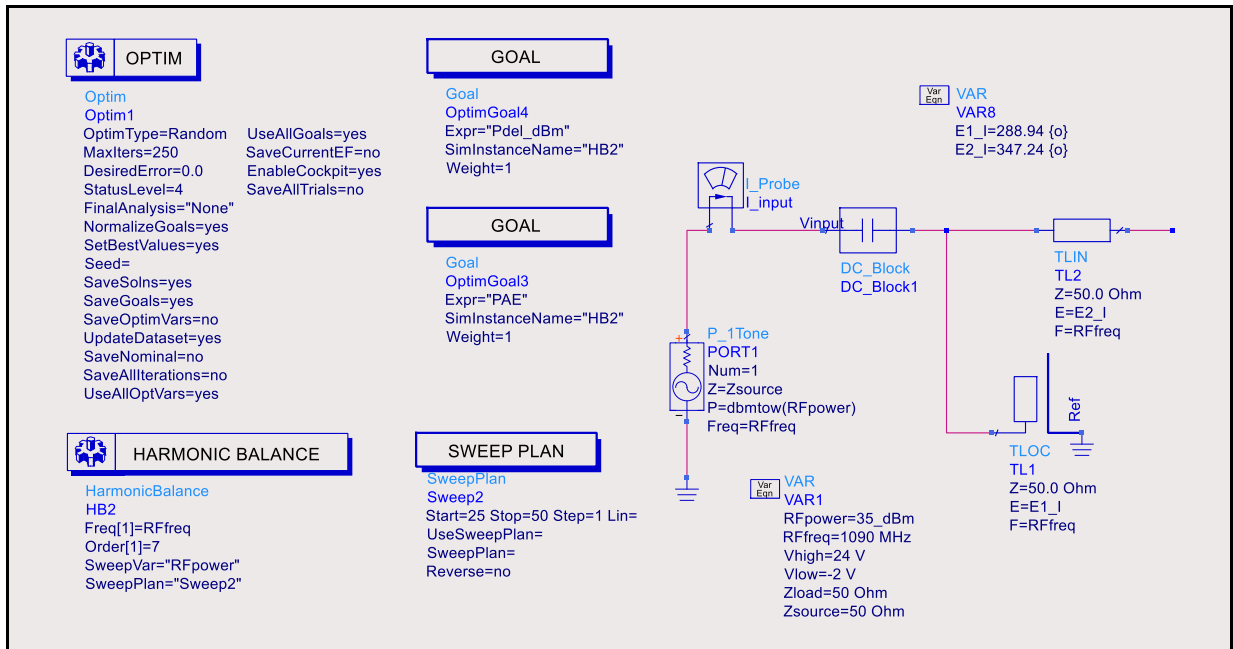 OPTIM
Optim
Optim1
OptimType=Random
MaxIters=250
DesiredError=0.0
StatusLevel=4
FinalAnalysis="None"
NormalizeGoals=yes
SetBestValues=yes
Seed=
SaveSolns=yes
SaveGoals=yes
SaveOptimVars=no
UpdateDataset=yes
SaveNominal=no
SaveAllIterations=no
UseAllOptVars=yes
UseAllGoals=yes
SaveCurrentEF=no
EnableCockpit=yes
SaveAllTrials=no
GOAL
Goal
OptimGoal4
Expr="Pdel_dBm"
SimInstanceName="HB2"
Weight=1
GOAL
Goal
OptimGoal3
Expr="PAE"
SimInstanceName="HB2"
Weight=1
HARMONIC BALANCE
HarmonicBalance
HB2
Freq[1]=RFfreq
Order[1]=7
SweepVar="RFpower"
SweepPlan="Sweep2"
SWEEP PLAN
SweepPlan
Sweep2
Start=25 Stop=50 Step=1 Lin=
UseSweepPlan=
SweepPlan=
Reverse=no
Var
Eqn
VAR
VAR8
E1_I=288.94 {o}
E2_I=347.24 {o}
I_Probe
I_input
Vinput
DC_Block
DC_Block1
TLIN
TL2
Z=50.0 Ohm
E=E2_I
F=RFfreq
+
P_1Tone
PORT1
Num=1
Z=Zsource
P=dbmtow(RFpower)
Freq=RFfreq
−
Ref
TLOC
TL1
Z=50.0 Ohm
E=E1_I
F=RFfreq
Var
Eqn
VAR
VAR1
RFpower=35_dBm
RFfreq=1090 MHz
Vhigh=24 V
Vlow=-2 V
Zload=50 Ohm
Zsource=50 Ohm